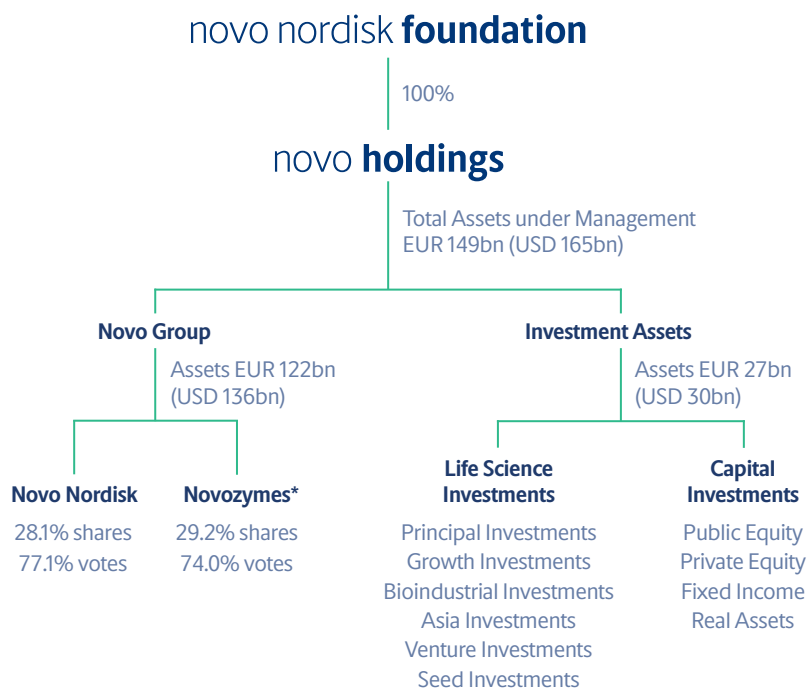 novo nordisk foundation
100%
novo holdings
Total Assets under Management
EUR 149bn (USD 165bn)
Novo Group
Assets EUR 122bn
(USD 136bn)
Novo Nordisk
28.1% shares
77.1% votes
Novozymes*
29.2% shares
74.0% votes
Investment Assets
Assets EUR 27bn
(USD 30bn)
Life Science
Investments
Principal Investments
Growth Investments
Bioindustrial Investments
Asia Investments
Venture Investments
Seed Investments
Capital
Investments
Public Equity
Private Equity
Fixed Income
Real Assets